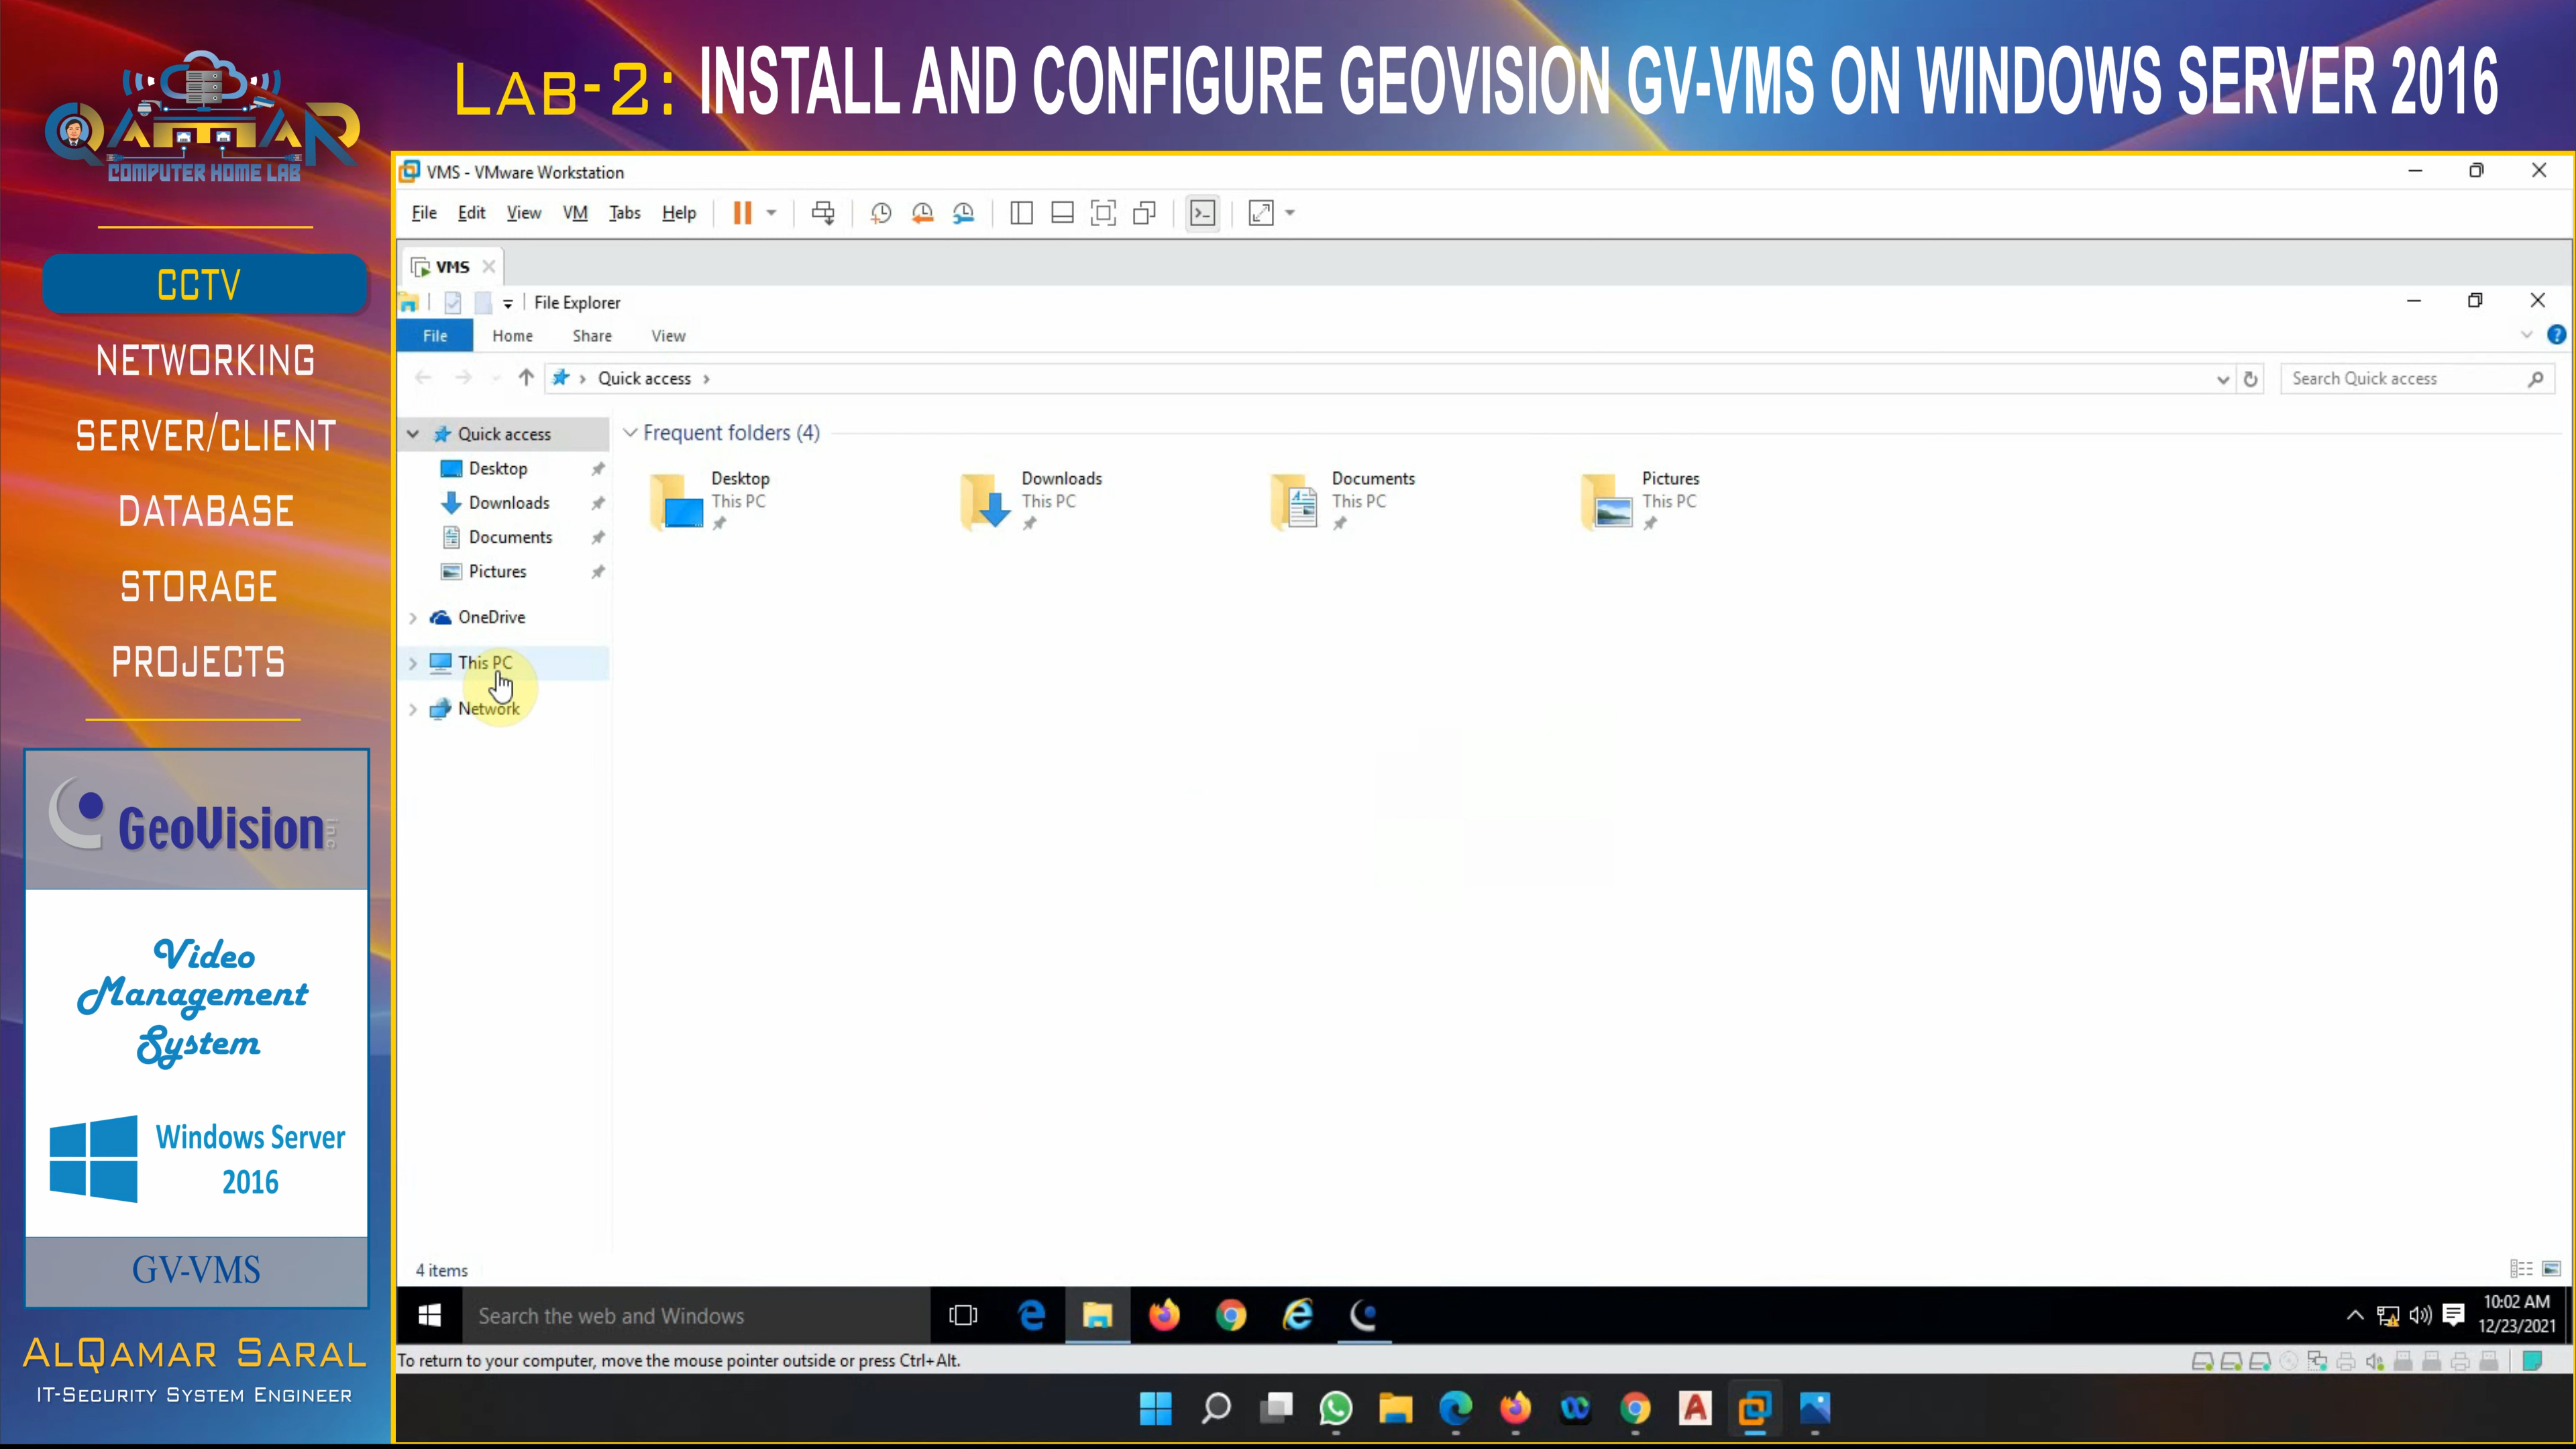 QAMAR
COMPUTER HOME LAB
Lab-2: INSTALL AND CONFIGURE GEOVISION GV-VMS ON WINDOWS SERVER 2016
CCTV
NETWORKING
SERVER/CLIENT
DATABASE
STORAGE
PROJECTS
GeoVision Inc
Video
Management
System
Windows Server
2016
GV-VMS
AlQamar Saral
IT-Security System Engineer
VMS - VMware Workstation
File Edit View VM Tabs Help
VMS
File Explorer
File Home Share View
Quick access
Search Quick access
Quick access
Desktop
Downloads
Documents
Pictures
OneDrive
This PC
Network
Frequent folders (4)
Desktop
This PC
Downloads
This PC
Documents
This PC
Pictures
This PC
4 items
Search the web and Windows
10:02 AM
12/23/2021
To return to your computer, move the mouse pointer outside or press Ctrl+Alt.